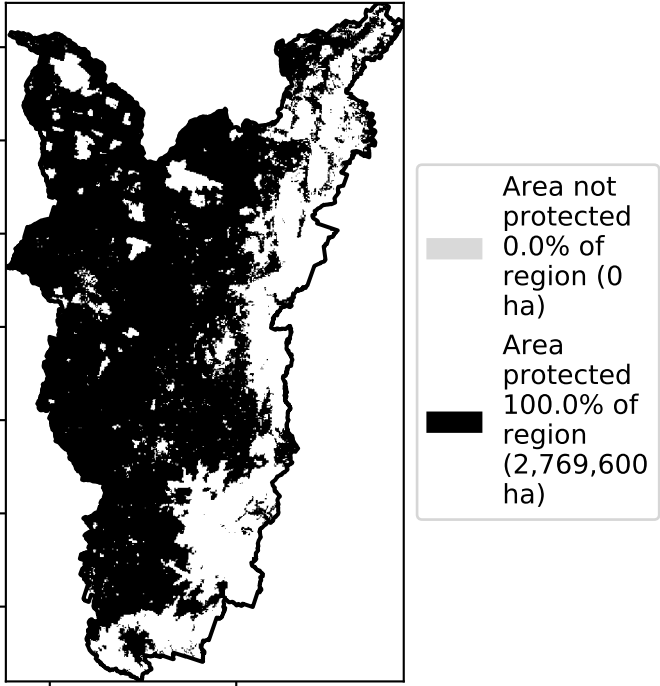 Area not
protected
0.0% of
region (0
ha)
Area
protected
100.0% of
region
(2,769,600
ha)